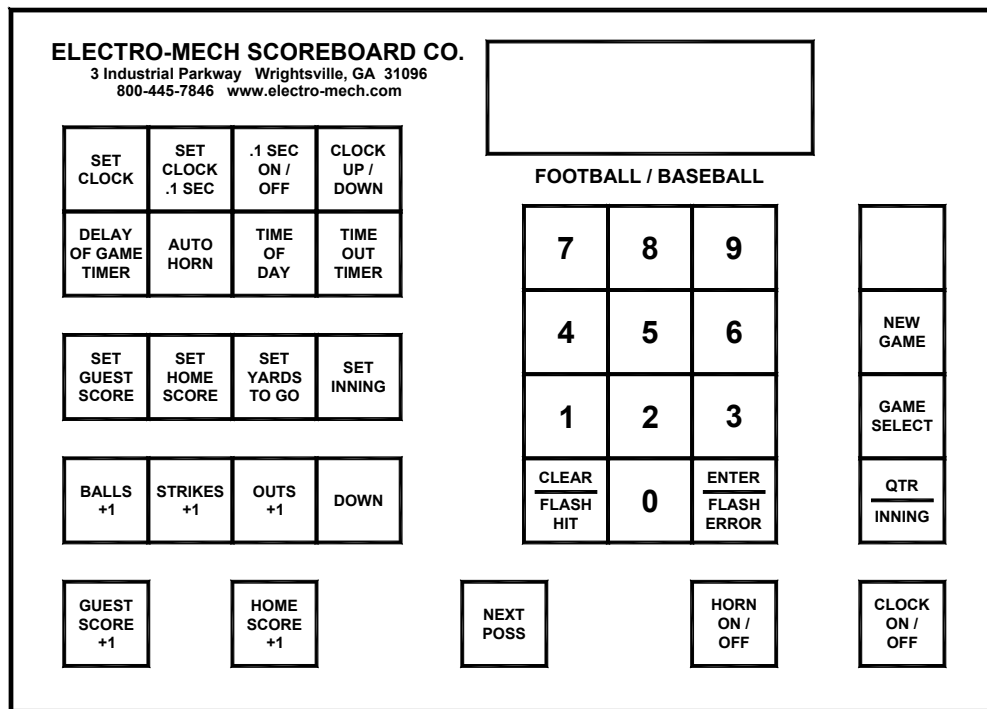 ELECTRO-MECH SCOREBOARD CO.
3 Industrial Parkway Wrightsville, GA 31096
800-445-7846 www.electro-mech.com
SET
CLOCK
SET
CLOCK
.1 SEC
.1 SEC
ON /
OFF
CLOCK
UP /
DOWN
DELAY
OF GAME
TIMER
AUTO
HORN
TIME
OF
DAY
TIME
OUT
TIMER
SET
GUEST
SCORE
SET
HOME
SCORE
SET
YARDS
TO GO
SET
INNING
BALLS
+1
STRIKES
+1
OUTS
+1
DOWN
GUEST
SCORE
+1
HOME
SCORE
+1
FOOTBALL / BASEBALL
7
8
9
4
5
6
1
2
3
CLEAR
FLASH
HIT
0
ENTER
FLASH
ERROR
NEW
GAME
GAME
SELECT
QTR
INNING
NEXT
POSS
HORN
ON /
OFF
CLOCK
ON /
OFF